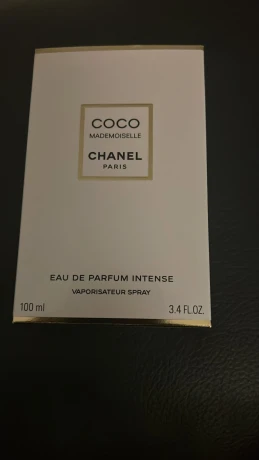 COCO
MADEMOISELLE
CHANEL
PARIS
EAU DE PARFUM INTENSE
VAPORISATEUR SPRAY
100 ml 3.4 FL.OZ.